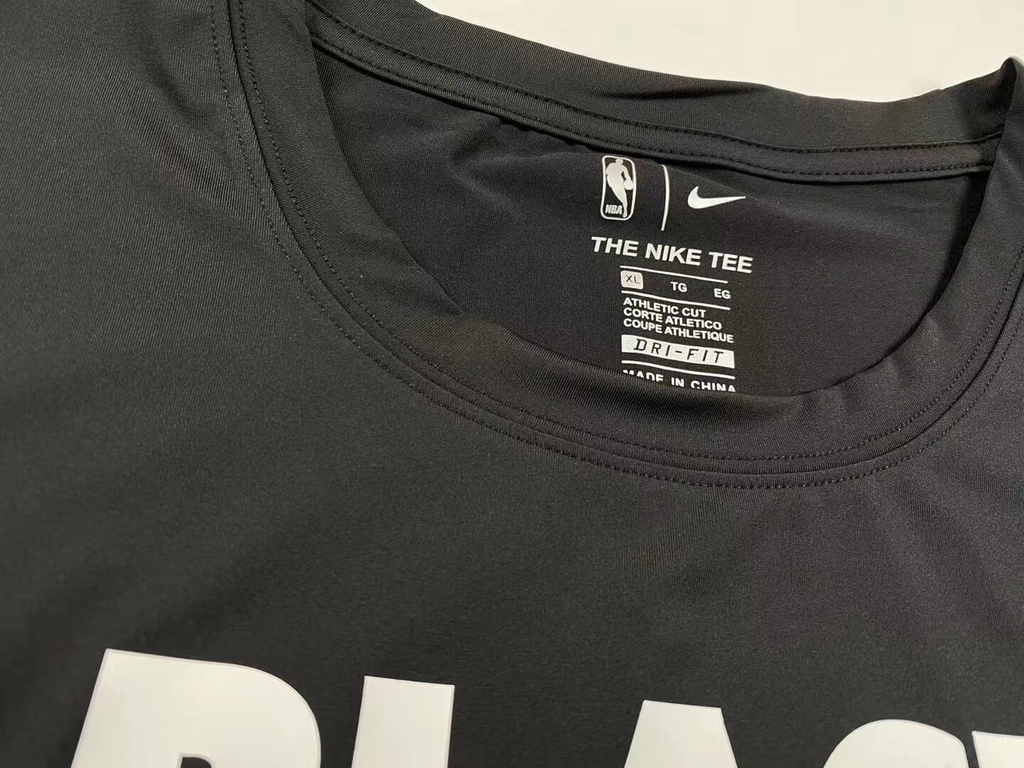 NBA
THE NIKE TEE
XL TG EG
ATHLETIC CUT
CORTE ATLETICO
COUPE ATHLETIQUE
DRI-FIT
MADE IN CHINA